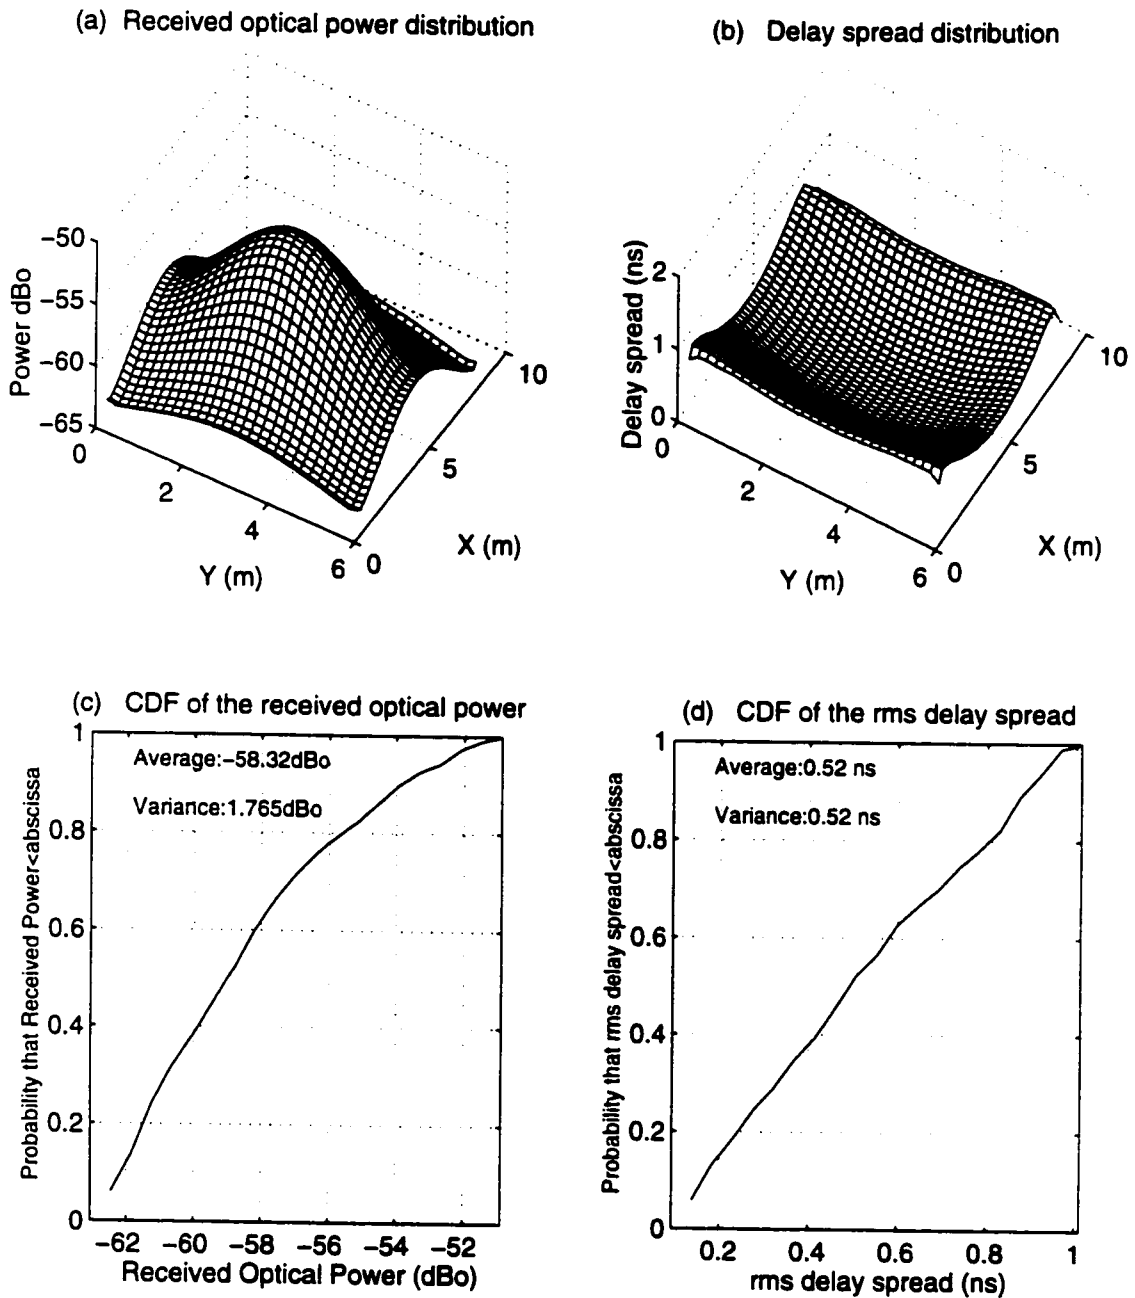 (a) Received optical power distribution
(b) Delay spread distribution
Power dBo
-50
-55
-60
-65
0
2
4
6
Y (m)
0
5
10
X (m)
Delay spread (ns)
2
1
0
0
2
4
6
Y (m)
0
5
10
X (m)
(c) CDF of the received optical power
Average:-58.32dBo
Variance:1.765dBo
Probability that Received Power<abscissa
1
0.8
0.6
0.4
0.2
0
-62 -60 -58 -56 -54 -52
Received Optical Power (dBo)
(d) CDF of the rms delay spread
Average:0.52 ns
Variance:0.52 ns
Probability that rms delay spread<abscissa
1
0.8
0.6
0.4
0.2
0
0.2 0.4 0.6 0.8 1
rms delay spread (ns)